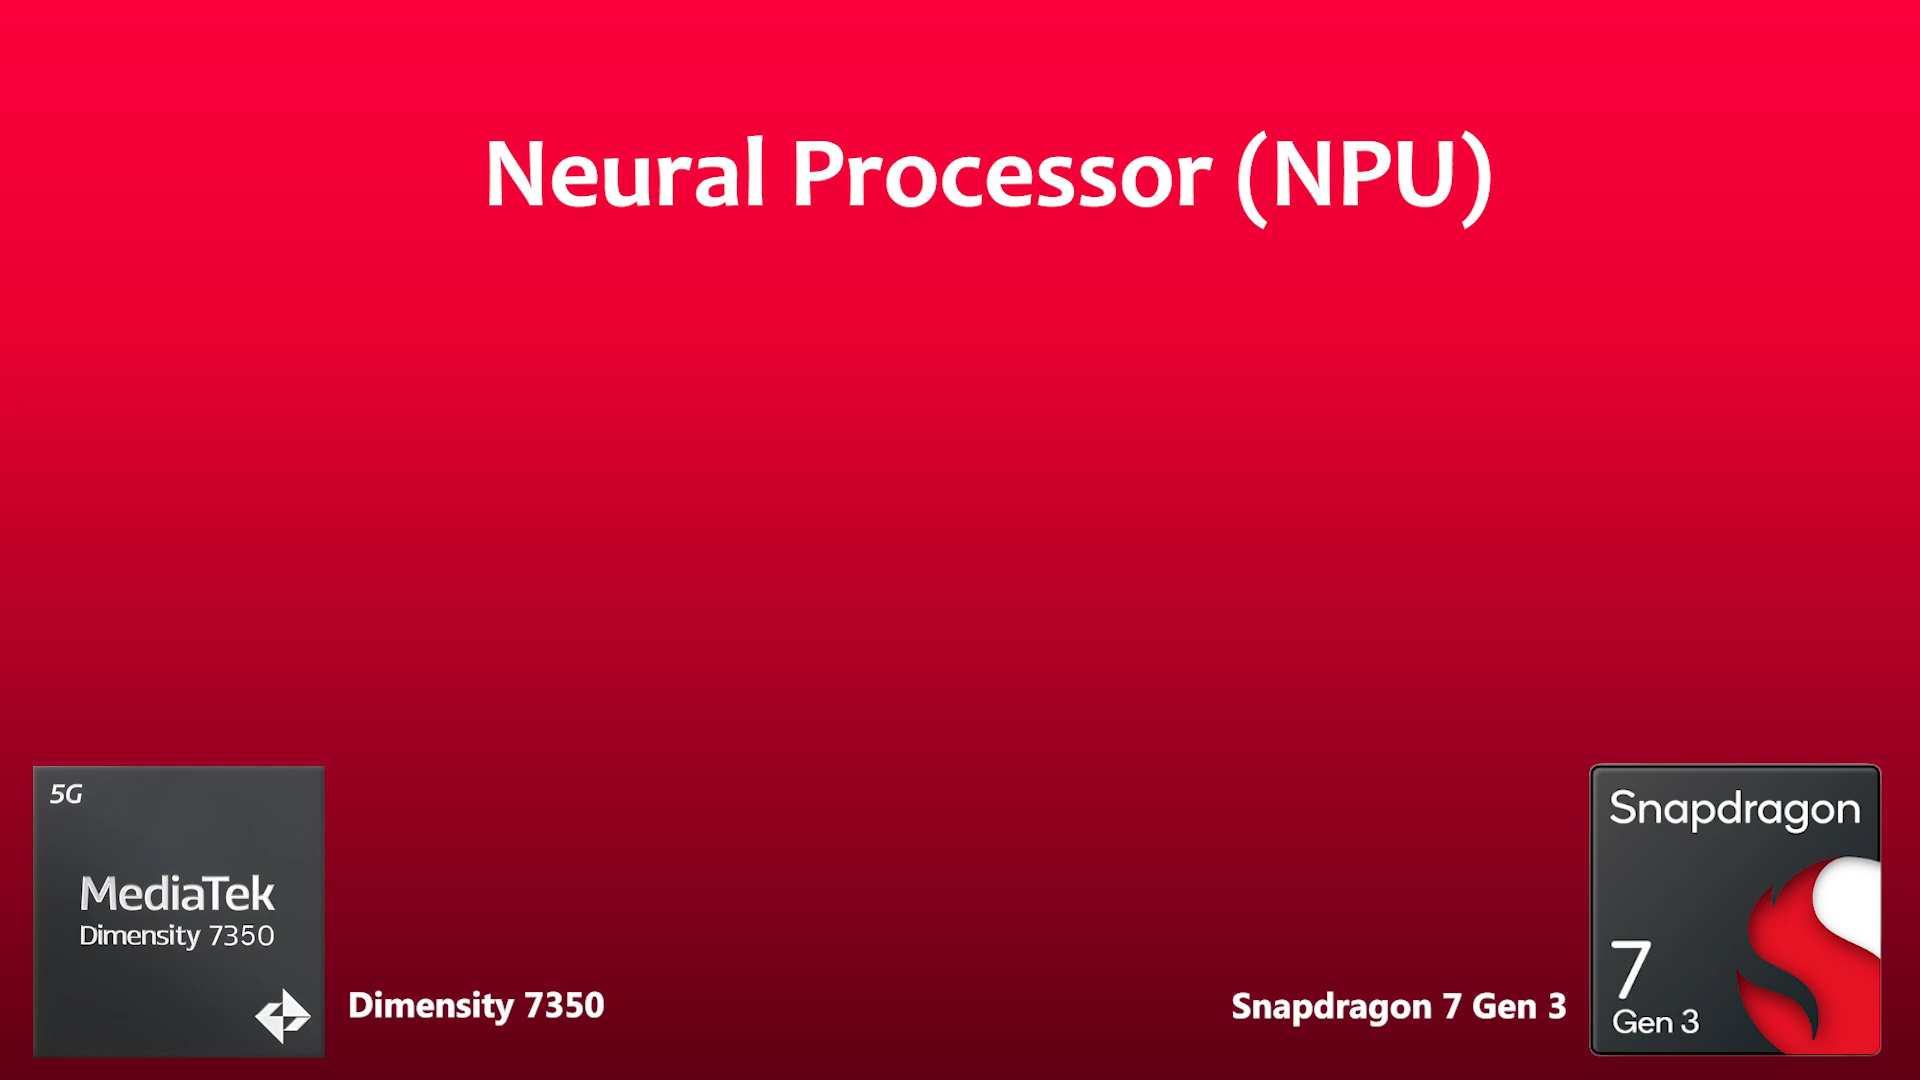 Neural Processor (NPU)
5G
MediaTek
Dimensity 7350
Dimensity 7350
Snapdragon 7 Gen 3
Snapdragon
7
Gen 3